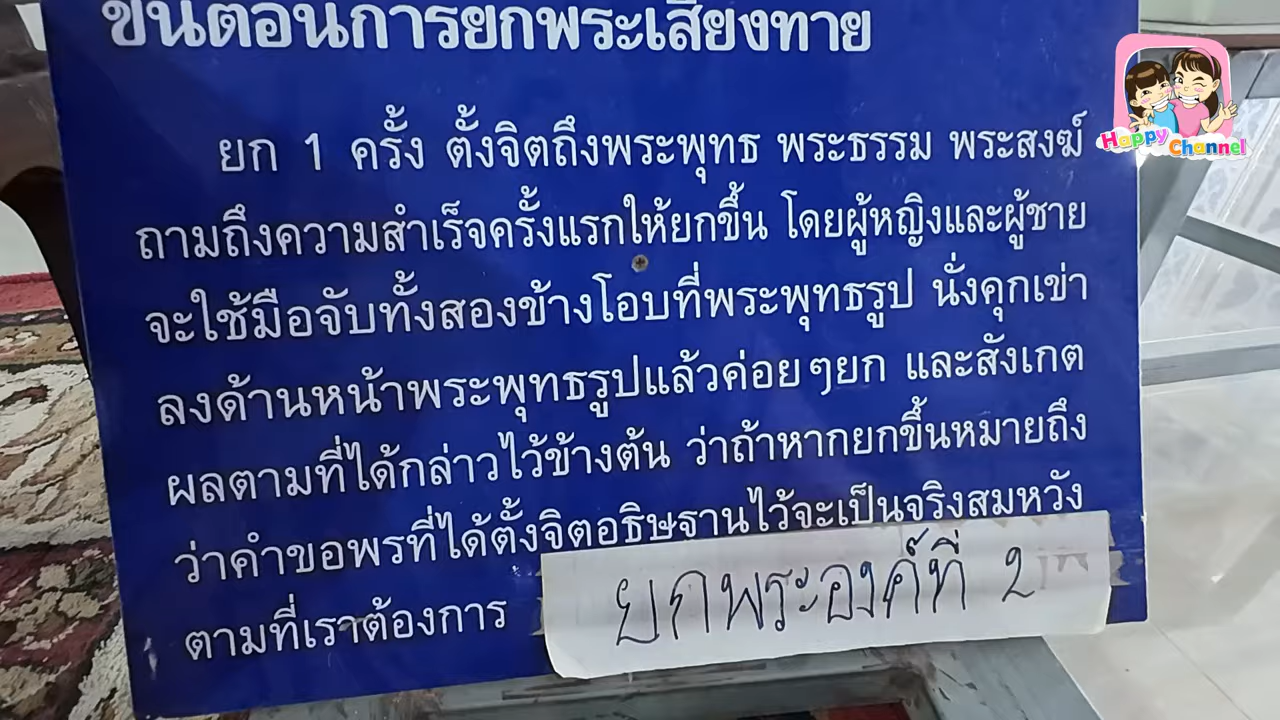 ขั้นตอนการยกพระเสี่ยงทาย
ยก 1 ครั้ง ตั้งจิตถึงพระพุทธ พระธรรม พระสงฆ์
ถามถึงความสำเร็จครั้งแรกให้ยกขึ้น โดยผู้หญิงและผู้ชาย
จะใช้มือจับทั้งสองข้างโอบที่พระพุทธรูป นั่งคุกเข่า
ลงด้านหน้าพระพุทธรูปแล้วค่อยๆยก และสังเกต
ผลตามที่ได้กล่าวไว้ข้างต้น ว่าถ้าหากยกขึ้นหมายถึง
ว่าคำขอพรที่ได้ตั้งจิตอธิษฐานไว้จะเป็นจริงสมหวัง
ตามที่เราต้องการ
ยกพระองค์ที่ 2
Happy Channel